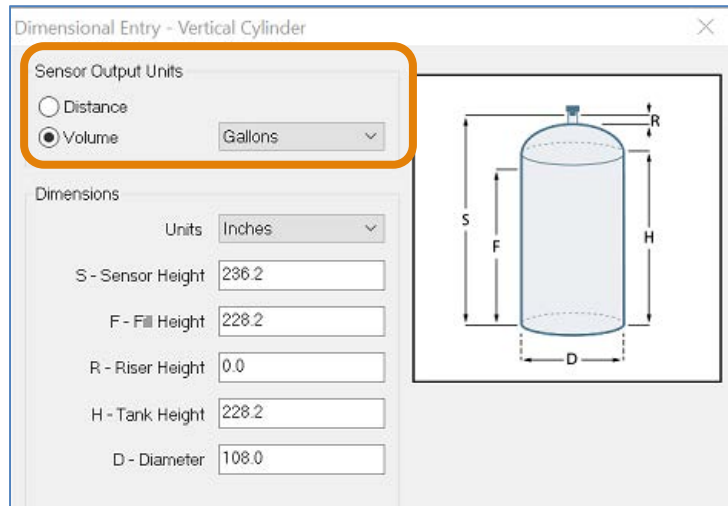 Dimensional Entry - Vertical Cylinder
Sensor Output Units
Distance
Volume Gallons
Dimensions
Units Inches
S - Sensor Height 236.2
F - Fill Height 228.2
R - Riser Height 0.0
H - Tank Height 228.2
D - Diameter 108.0
R
S
F
H
D